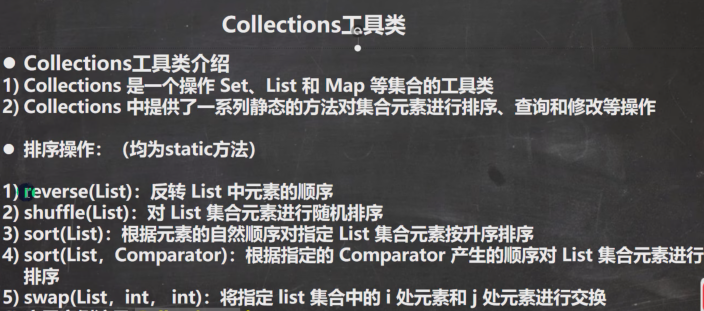 Collections工具类
● Collections工具类介绍
1) Collections 是一个操作 Set、List 和 Map 等集合的工具类
2) Collections 中提供了一系列静态的方法对集合元素进行排序、查询和修改等操作
● 排序操作：（均为static方法）
1) reverse(List)：反转 List 中元素的顺序
2) shuffle(List)：对 List 集合元素进行随机排序
3) sort(List)：根据元素的自然顺序对指定 List 集合元素按升序排序
4) sort(List，Comparator)：根据指定的 Comparator 产生的顺序对 List 集合元素进行
排序
5) swap(List，int， int)：将指定 list 集合中的 i 处元素和 j 处元素进行交换